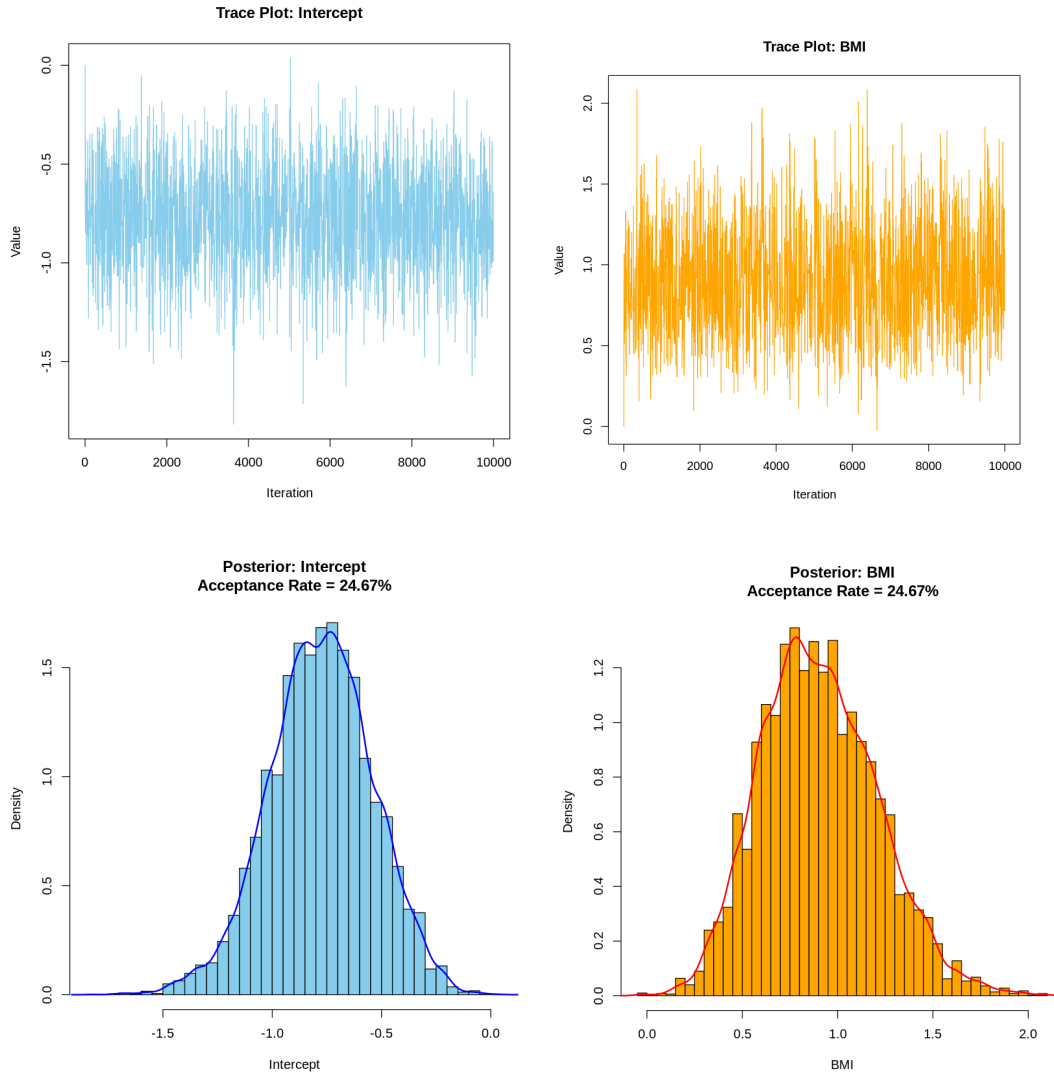 Trace Plot: Intercept
Value
0.0
-0.5
-1.0
-1.5
0 2000 4000 6000 8000 10000
Iteration
Trace Plot: BMI
Value
2.0
1.5
1.0
0.5
0.0
0 2000 4000 6000 8000 10000
Iteration
Posterior: Intercept
Acceptance Rate = 24.67%
Density
1.5
1.0
0.5
0.0
-1.5 -1.0 -0.5 0.0
Intercept
Posterior: BMI
Acceptance Rate = 24.67%
Density
1.2
1.0
0.8
0.6
0.4
0.2
0.0
0.0 0.5 1.0 1.5 2.0
BMI